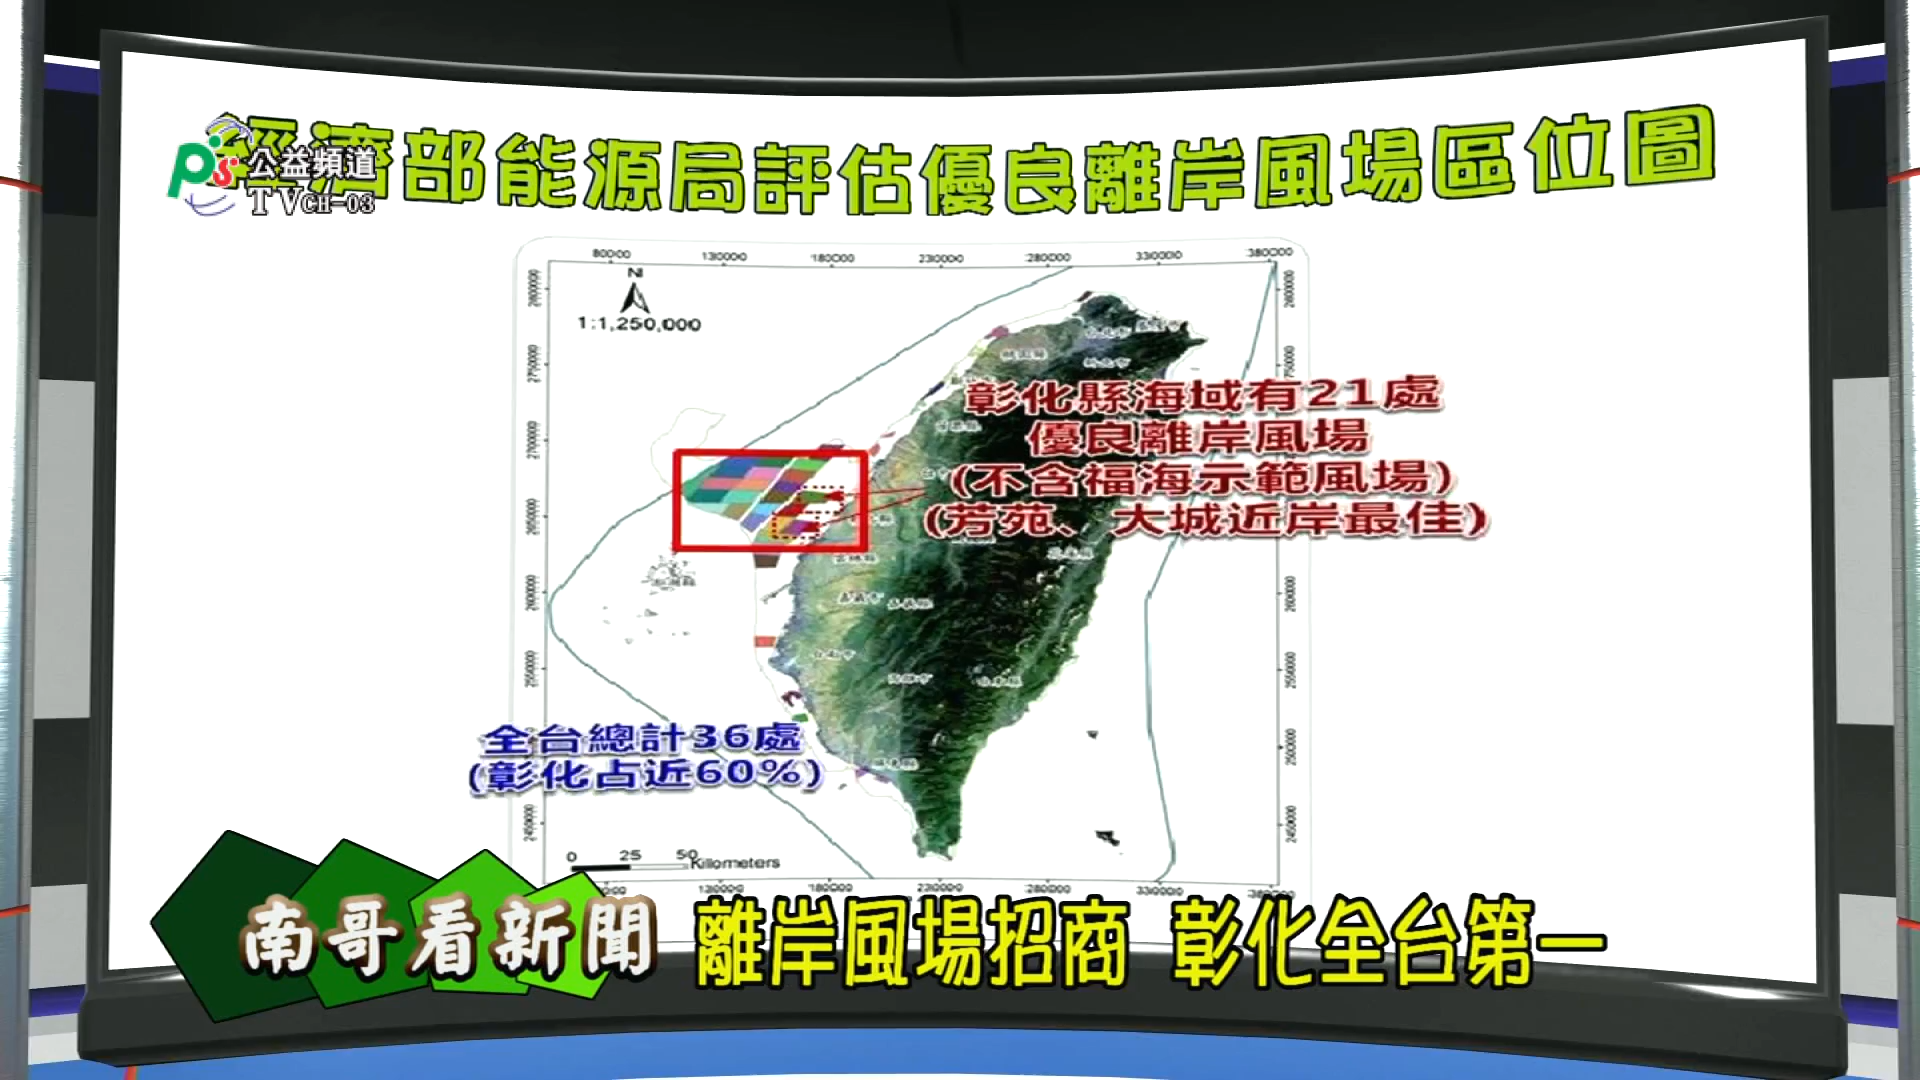 經濟部能源局評估優良離岸風場區位圖
公益頻道
TVCH-03
80000 130000 180000 230000 280000 330000 380000
N
1:1,250,000
彰化縣海域有21處
優良離岸風場
(不含福海示範風場)
(芳苑、大城近岸最佳)
全台總計36處
(彰化占近60%)
0 25 50 Kilometers
130000 180000 230000 280000 330000
南哥看新聞
離岸風場招商 彰化全台第一